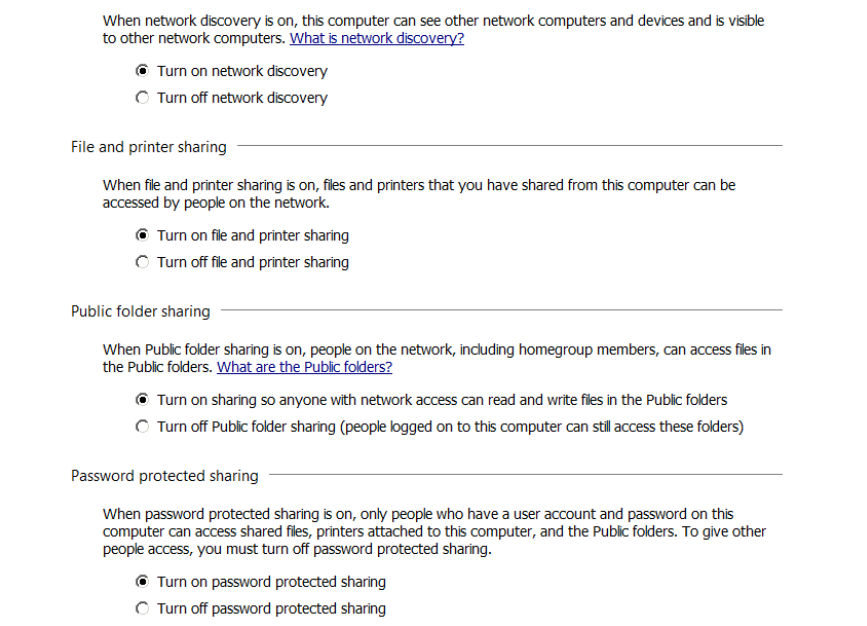 When network discovery is on, this computer can see other network computers and devices and is visible
to other network computers. What is network discovery?
Turn on network discovery
Turn off network discovery
File and printer sharing
When file and printer sharing is on, files and printers that you have shared from this computer can be
accessed by people on the network.
Turn on file and printer sharing
Turn off file and printer sharing
Public folder sharing
When Public folder sharing is on, people on the network, including homegroup members, can access files in
the Public folders. What are the Public folders?
Turn on sharing so anyone with network access can read and write files in the Public folders
Turn off Public folder sharing (people logged on to this computer can still access these folders)
Password protected sharing
When password protected sharing is on, only people who have a user account and password on this
computer can access shared files, printers attached to this computer, and the Public folders. To give other
people access, you must turn off password protected sharing.
Turn on password protected sharing
Turn off password protected sharing